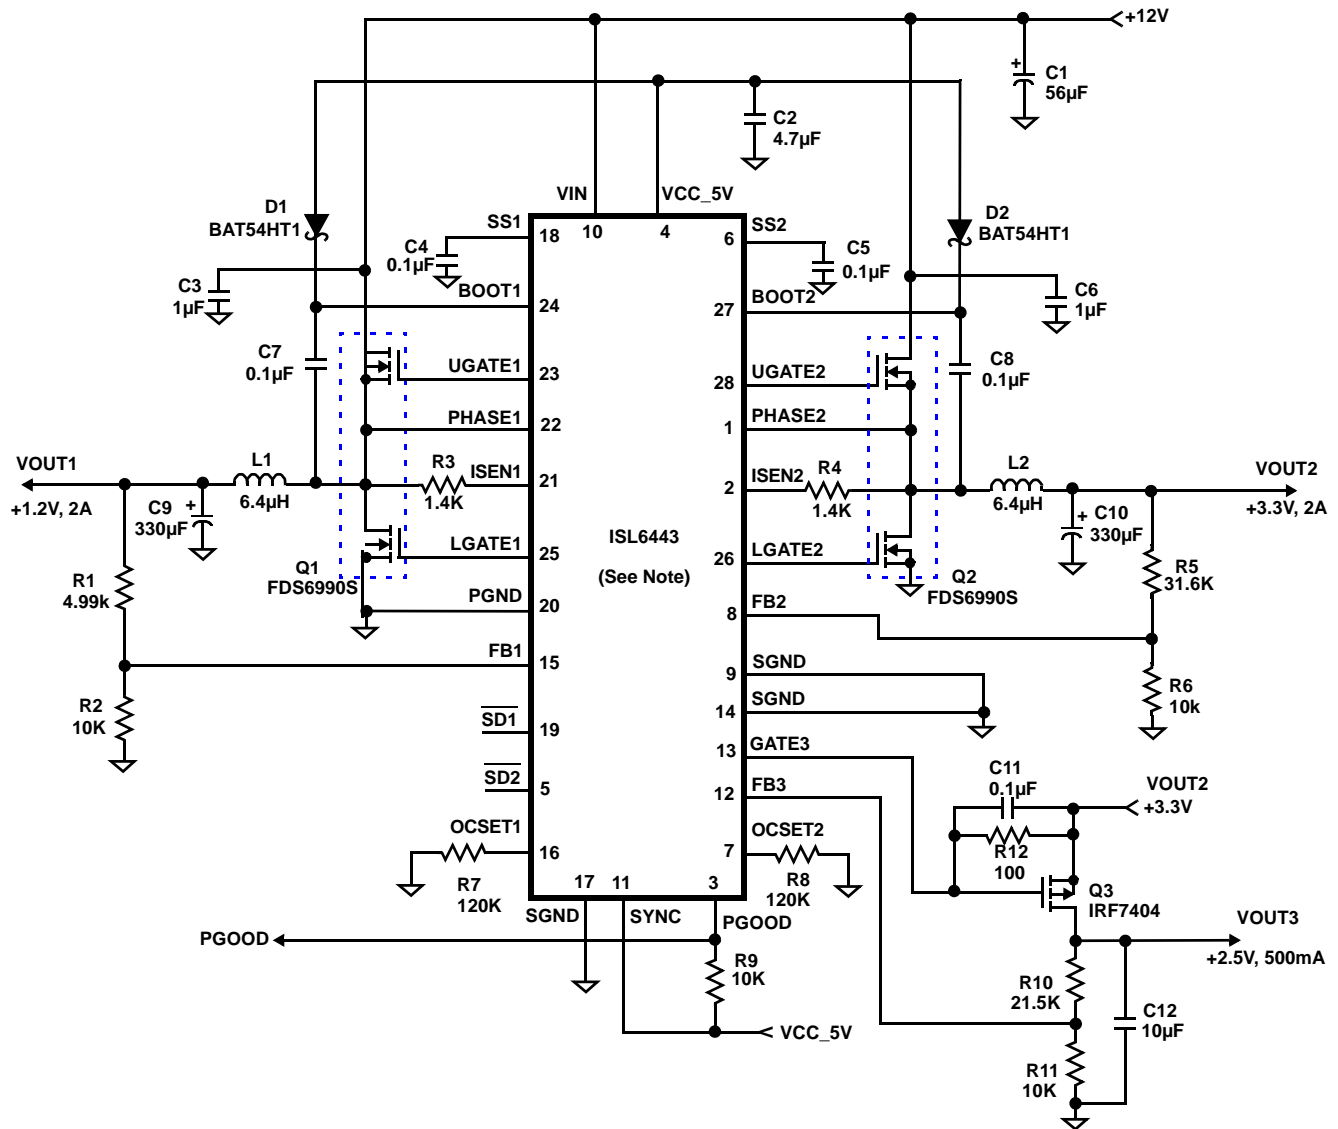 +12V
+
C1
56µF
C2
4.7µF
VIN
VCC_5V
D1
BAT54HT1
D2
BAT54HT1
SS1
18
10
4
6
SS2
C4
0.1µF
C5
0.1µF
C3
1µF
C6
1µF
BOOT1
24
27
BOOT2
C7
0.1µF
C8
0.1µF
UGATE1
23
28
UGATE2
PHASE1
22
1
PHASE2
VOUT1
+1.2V, 2A
L1
6.4µH
C9
330µF
+
R3
1.4K
ISEN1
21
2
ISEN2
R4
1.4K
L2
6.4µH
VOUT2
+3.3V, 2A
+
C10
330µF
ISL6443
(See Note)
LGATE1
25
26
LGATE2
Q1
FDS6990S
Q2
FDS6990S
R1
4.99k
R5
31.6K
PGND
20
8
FB2
FB1
15
9
SGND
R2
10K
R6
10k
14
SGND
SD1
19
13
GATE3
SD2
5
12
FB3
C11
0.1µF
VOUT2
+3.3V
R12
100
OCSET1
16
7
OCSET2
R7
120K
R8
120K
Q3
IRF7404
17
11
3
SGND
SYNC
PGOOD
PGOOD
R9
10K
VCC_5V
VOUT3
+2.5V, 500mA
R10
21.5K
C12
10µF
R11
10K